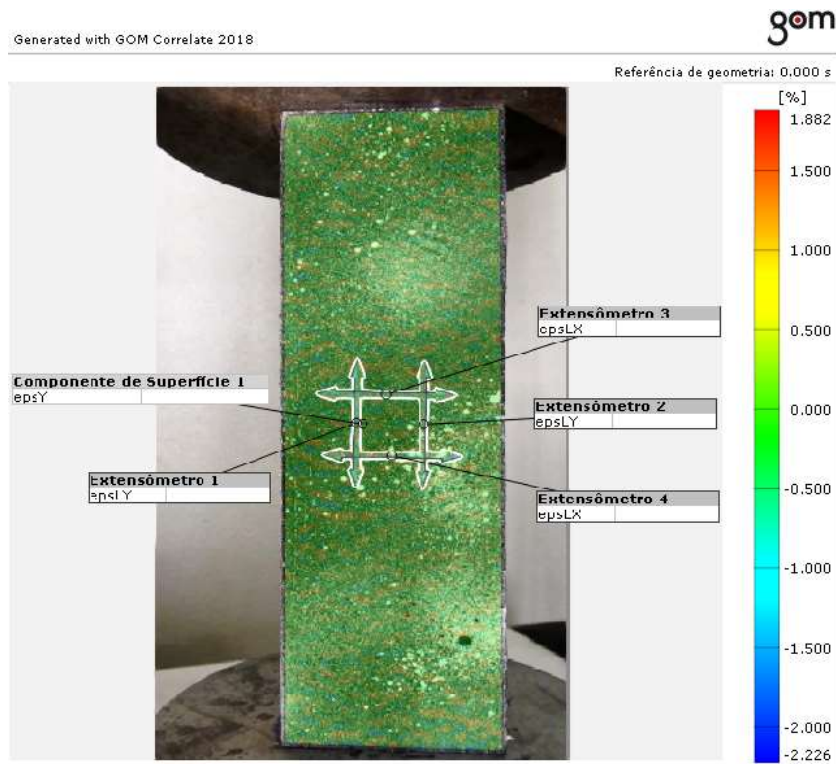 gom
Generated with GOM Correlate 2018
Referência de geometria: 0.000 s
[%]
1.882
1.500
1.000
0.500
0.000
-0.500
-1.000
-1.500
-2.000
-2.226
Extensômetro 3
epsLX
Componente de Superfície 1
epsY
Extensômetro 2
epsLY
Extensômetro 1
epsLY
Extensômetro 4
epsLX